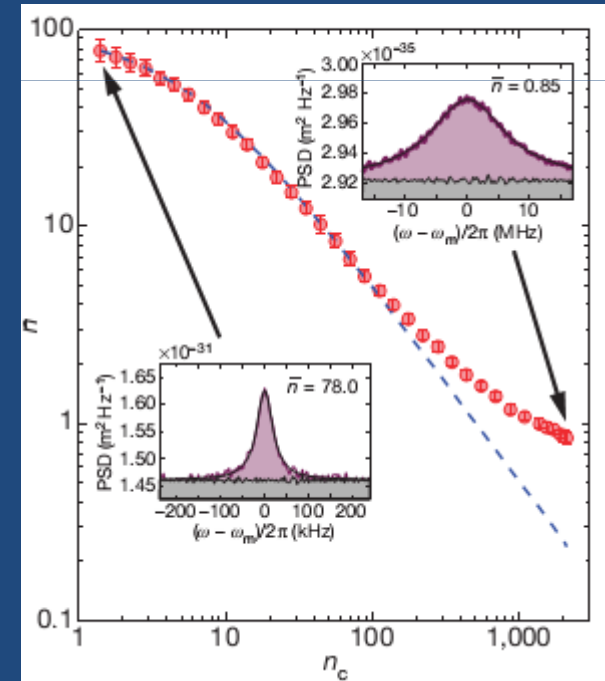 100
10
1
0.1
n̄
1
10
100
1,000
n_c
×10⁻³⁵
3.00
2.98
2.96
2.94
2.92
PSD (m² Hz⁻¹)
n̄ = 0.85
−10 0 10
(ω − ω_m)/2π (MHz)
×10⁻³¹
1.65
1.60
1.55
1.50
1.45
PSD (m² Hz⁻¹)
n̄ = 78.0
−200 −100 0 100 200
(ω − ω_m)/2π (kHz)